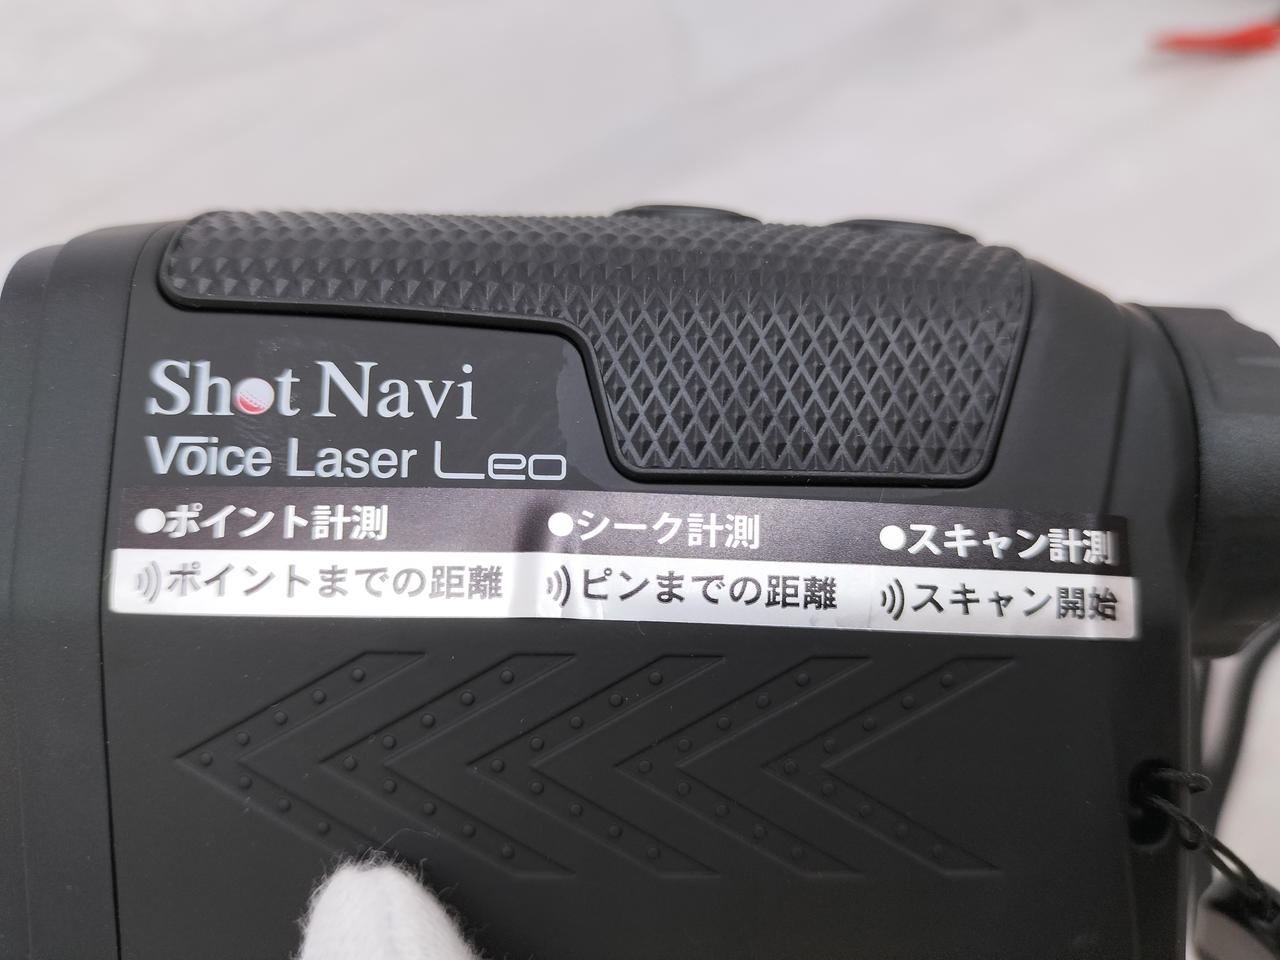 Shot Navi
Voice Laser Leo
●ポイント計測 ●シーク計測 ●スキャン計測
ポイントまでの距離 ピンまでの距離 スキャン開始